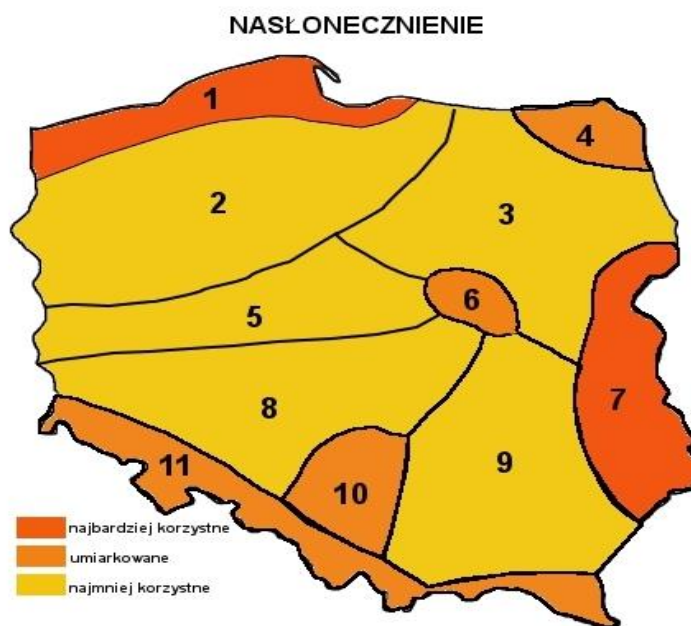 NASŁONECZNIENIE
1
4
2
3
6
5
7
8
9
11
10
najbardziej korzystne
umiarkowane
najmniej korzystne